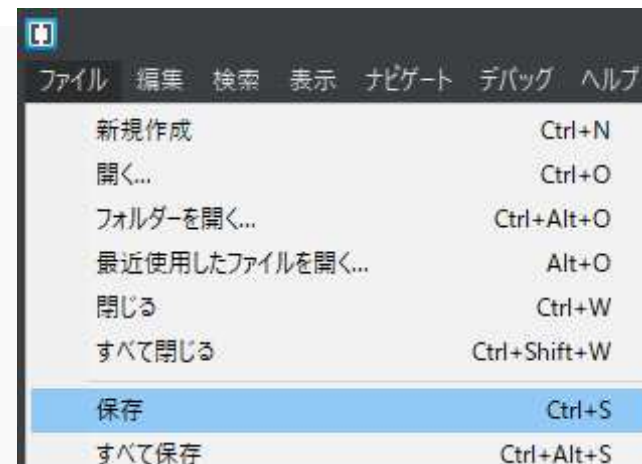 ファイル 編集 検索 表示 ナビゲート デバッグ ヘルプ
新規作成 Ctrl+N
開く... Ctrl+O
フォルダーを開く... Ctrl+Alt+O
最近使用したファイルを開く... Alt+O
閉じる Ctrl+W
すべて閉じる Ctrl+Shift+W
保存 Ctrl+S
すべて保存 Ctrl+Alt+S